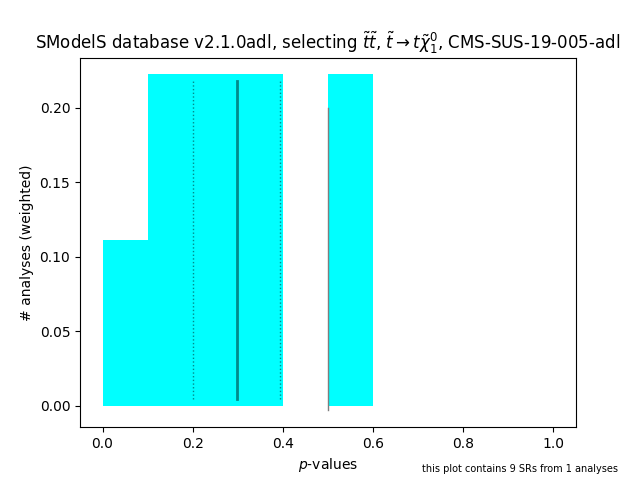 SModelS database v2.1.0adl, selecting t̃t̃, t̃ → tχ̃₁⁰, CMS-SUS-19-005-adl
# analyses (weighted)
0.20
0.15
0.10
0.05
0.00
0.0 0.2 0.4 0.6 0.8 1.0
p-values
this plot contains 9 SRs from 1 analyses